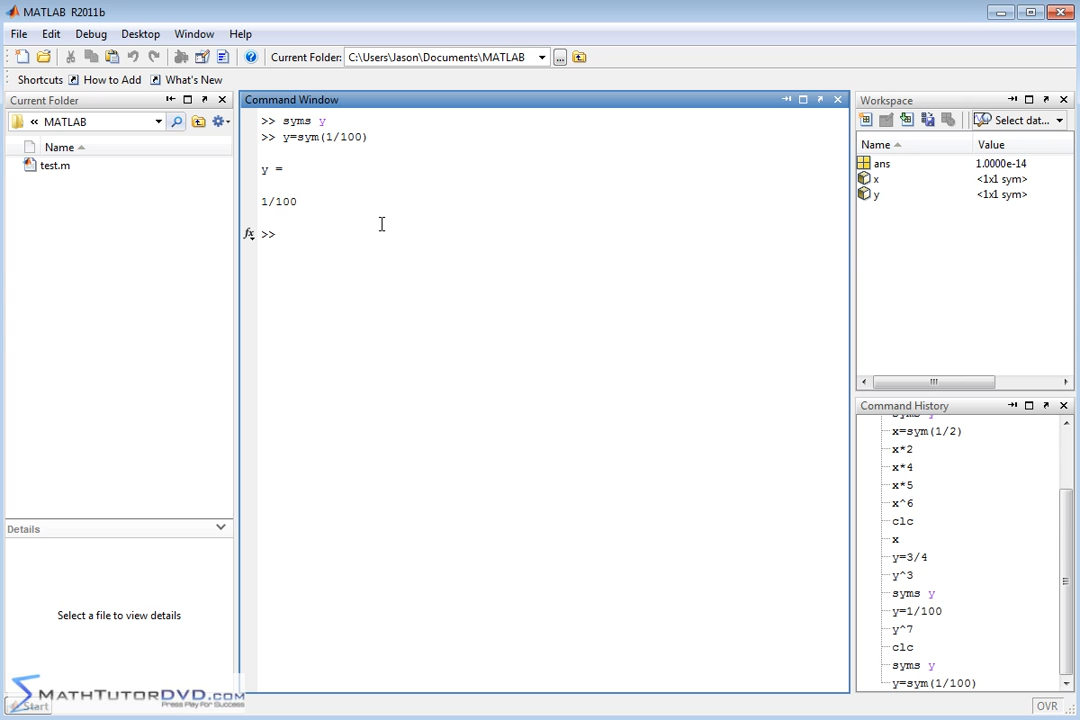 MATLAB R2011b
File Edit Debug Desktop Window Help
Current Folder: C:\Users\Jason\Documents\MATLAB ...
Shortcuts How to Add What's New
Current Folder
« MATLAB
Name
test.m
Details
Select a file to view details
MATHTUTORDVD.COM
Press Play For Success
Start
Command Window
>> syms y
>> y=sym(1/100)
y =
1/100
fx >>
Workspace
Select dat...
Name Value
ans 1.0000e-14
x <1x1 sym>
y <1x1 sym>
Command History
syms y
x=sym(1/2)
x*2
x*4
x*5
x^6
clc
x
y=3/4
y^3
syms y
y=1/100
y^7
clc
syms y
y=sym(1/100)
OVR